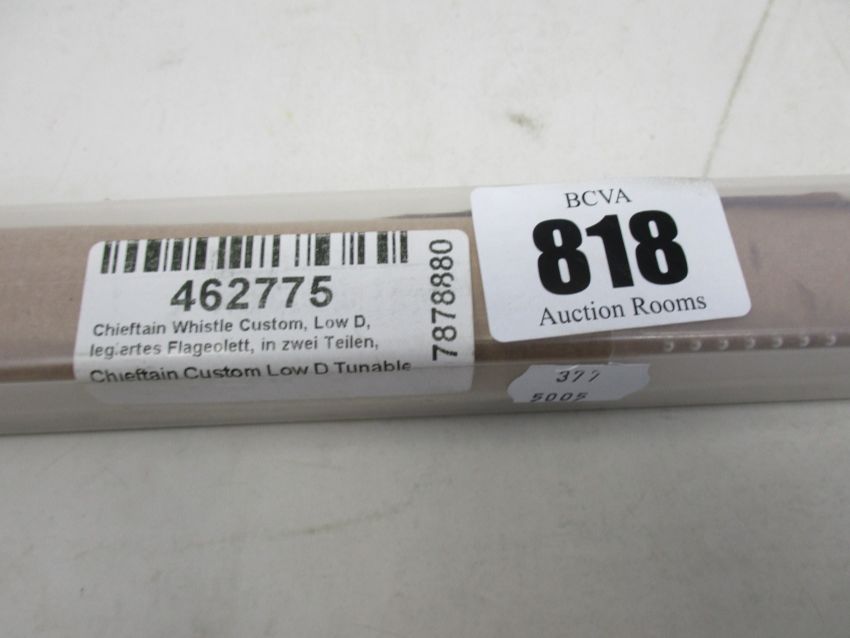 462775
Chieftain Whistle Custom, Low D,
legiertes Flageolett, in zwei Teilen,
Chieftain Custom Low D Tunable
7878880
BCVA
818
Auction Rooms
377
5005